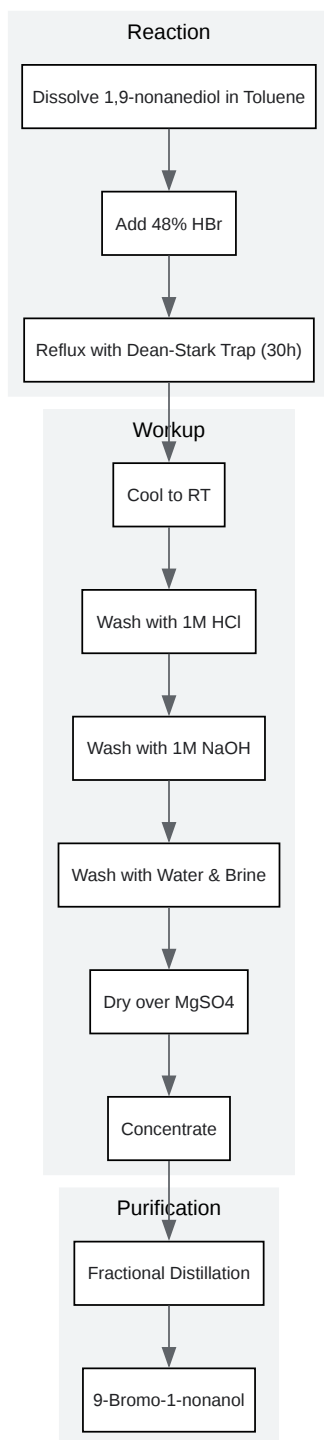 Reaction
Dissolve 1,9-nonanediol in Toluene
Add 48% HBr
Reflux with Dean-Stark Trap (30h)
Workup
Cool to RT
Wash with 1M HCl
Wash with 1M NaOH
Wash with Water & Brine
Dry over MgSO4
Concentrate
Purification
Fractional Distillation
9-Bromo-1-nonanol